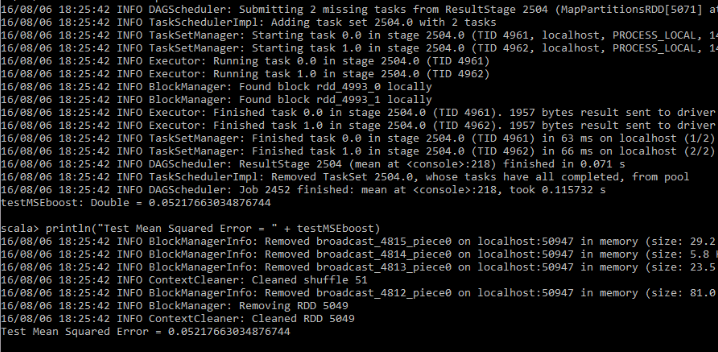 16/08/06 18:25:42 INFO DAGScheduler: Submitting 2 missing tasks from ResultStage 2504 (MapPartitionsRDD[5071] at
16/08/06 18:25:42 INFO TaskSchedulerImpl: Adding task set 2504.0 with 2 tasks
16/08/06 18:25:42 INFO TaskSetManager: Starting task 0.0 in stage 2504.0 (TID 4961, localhost, PROCESS_LOCAL, 14
16/08/06 18:25:42 INFO TaskSetManager: Starting task 1.0 in stage 2504.0 (TID 4962, localhost, PROCESS_LOCAL, 14
16/08/06 18:25:42 INFO Executor: Running task 0.0 in stage 2504.0 (TID 4961)
16/08/06 18:25:42 INFO Executor: Running task 1.0 in stage 2504.0 (TID 4962)
16/08/06 18:25:42 INFO BlockManager: Found block rdd_4993_0 locally
16/08/06 18:25:42 INFO BlockManager: Found block rdd_4993_1 locally
16/08/06 18:25:42 INFO Executor: Finished task 0.0 in stage 2504.0 (TID 4961). 1957 bytes result sent to driver
16/08/06 18:25:42 INFO Executor: Finished task 1.0 in stage 2504.0 (TID 4962). 1957 bytes result sent to driver
16/08/06 18:25:42 INFO TaskSetManager: Finished task 0.0 in stage 2504.0 (TID 4961) in 63 ms on localhost (1/2)
16/08/06 18:25:42 INFO TaskSetManager: Finished task 1.0 in stage 2504.0 (TID 4962) in 66 ms on localhost (2/2)
16/08/06 18:25:42 INFO DAGScheduler: ResultStage 2504 (mean at <console>:218) finished in 0.071 s
16/08/06 18:25:42 INFO TaskSchedulerImpl: Removed TaskSet 2504.0, whose tasks have all completed, from pool
16/08/06 18:25:42 INFO DAGScheduler: Job 2452 finished: mean at <console>:218, took 0.115732 s
testMSEboost: Double = 0.05217663034876744
scala> println("Test Mean Squared Error = " + testMSEboost)
16/08/06 18:25:42 INFO BlockManagerInfo: Removed broadcast_4815_piece0 on localhost:50947 in memory (size: 29.2
16/08/06 18:25:42 INFO BlockManagerInfo: Removed broadcast_4814_piece0 on localhost:50947 in memory (size: 5.8
16/08/06 18:25:42 INFO BlockManagerInfo: Removed broadcast_4813_piece0 on localhost:50947 in memory (size: 23.5
16/08/06 18:25:42 INFO ContextCleaner: Cleaned shuffle 51
16/08/06 18:25:42 INFO BlockManagerInfo: Removed broadcast_4812_piece0 on localhost:50947 in memory (size: 81.0
16/08/06 18:25:42 INFO BlockManager: Removing RDD 5049
16/08/06 18:25:42 INFO ContextCleaner: Cleaned RDD 5049
Test Mean Squared Error = 0.05217663034876744